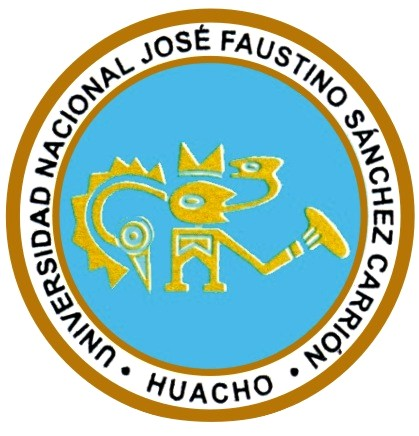 UNIVERSIDAD NACIONAL JOSÉ FAUSTINO SÁNCHEZ CARRIÓN
• HUACHO •